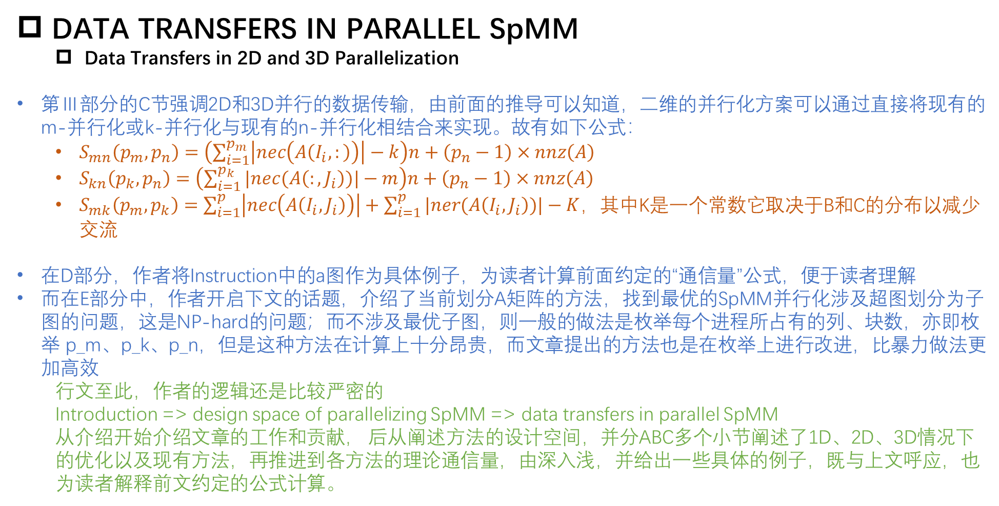 DATA TRANSFERS IN PARALLEL SpMM
Data Transfers in 2D and 3D Parallelization
• 第Ⅲ部分的C节强调2D和3D并行的数据传输，由前面的推导可以知道，二维的并行化方案可以通过直接将现有的
m-并行化或k-并行化与现有的n-并行化相结合来实现。故有如下公式：
• $S_{mn}(p_m, p_n) = \left(\sum_{i=1}^{p_m} |nec(A(I_i,:))| - k\right)n + (p_n - 1) \times nnz(A)$
• $S_{kn}(p_k, p_n) = \left(\sum_{i=1}^{p_k} |nec(A(:,J_i))| - m\right)n + (p_n - 1) \times nnz(A)$
• $S_{mk}(p_m, p_k) = \sum_{i=1}^{p} |nec(A(I_i, J_i))| + \sum_{i=1}^{p} |ner(A(I_i, J_i))| - K$，其中K是一个常数它取决于B和C的分布以减少
交流
• 在D部分，作者将Instruction中的a图作为具体例子，为读者计算前面约定的“通信量”公式，便于读者理解
• 而在E部分中，作者开启下文的话题，介绍了当前划分A矩阵的方法，找到最优的SpMM并行化涉及超图划分为子
图的问题，这是NP-hard的问题；而不涉及最优子图，则一般的做法是枚举每个进程所占有的列、块数，亦即枚
举 p_m、p_k、p_n，但是这种方法在计算上十分昂贵，而文章提出的方法也是在枚举上进行改进，比暴力做法更
加高效
行文至此，作者的逻辑还是比较严密的
Introduction => design space of parallelizing SpMM => data transfers in parallel SpMM
从介绍开始介绍文章的工作和贡献， 后从阐述方法的设计空间，并分ABC多个小节阐述了1D、2D、3D情况下
的优化以及现有方法，再推进到各方法的理论通信量，由深入浅，并给出一些具体的例子，既与上文呼应，也
为读者解释前文约定的公式计算。